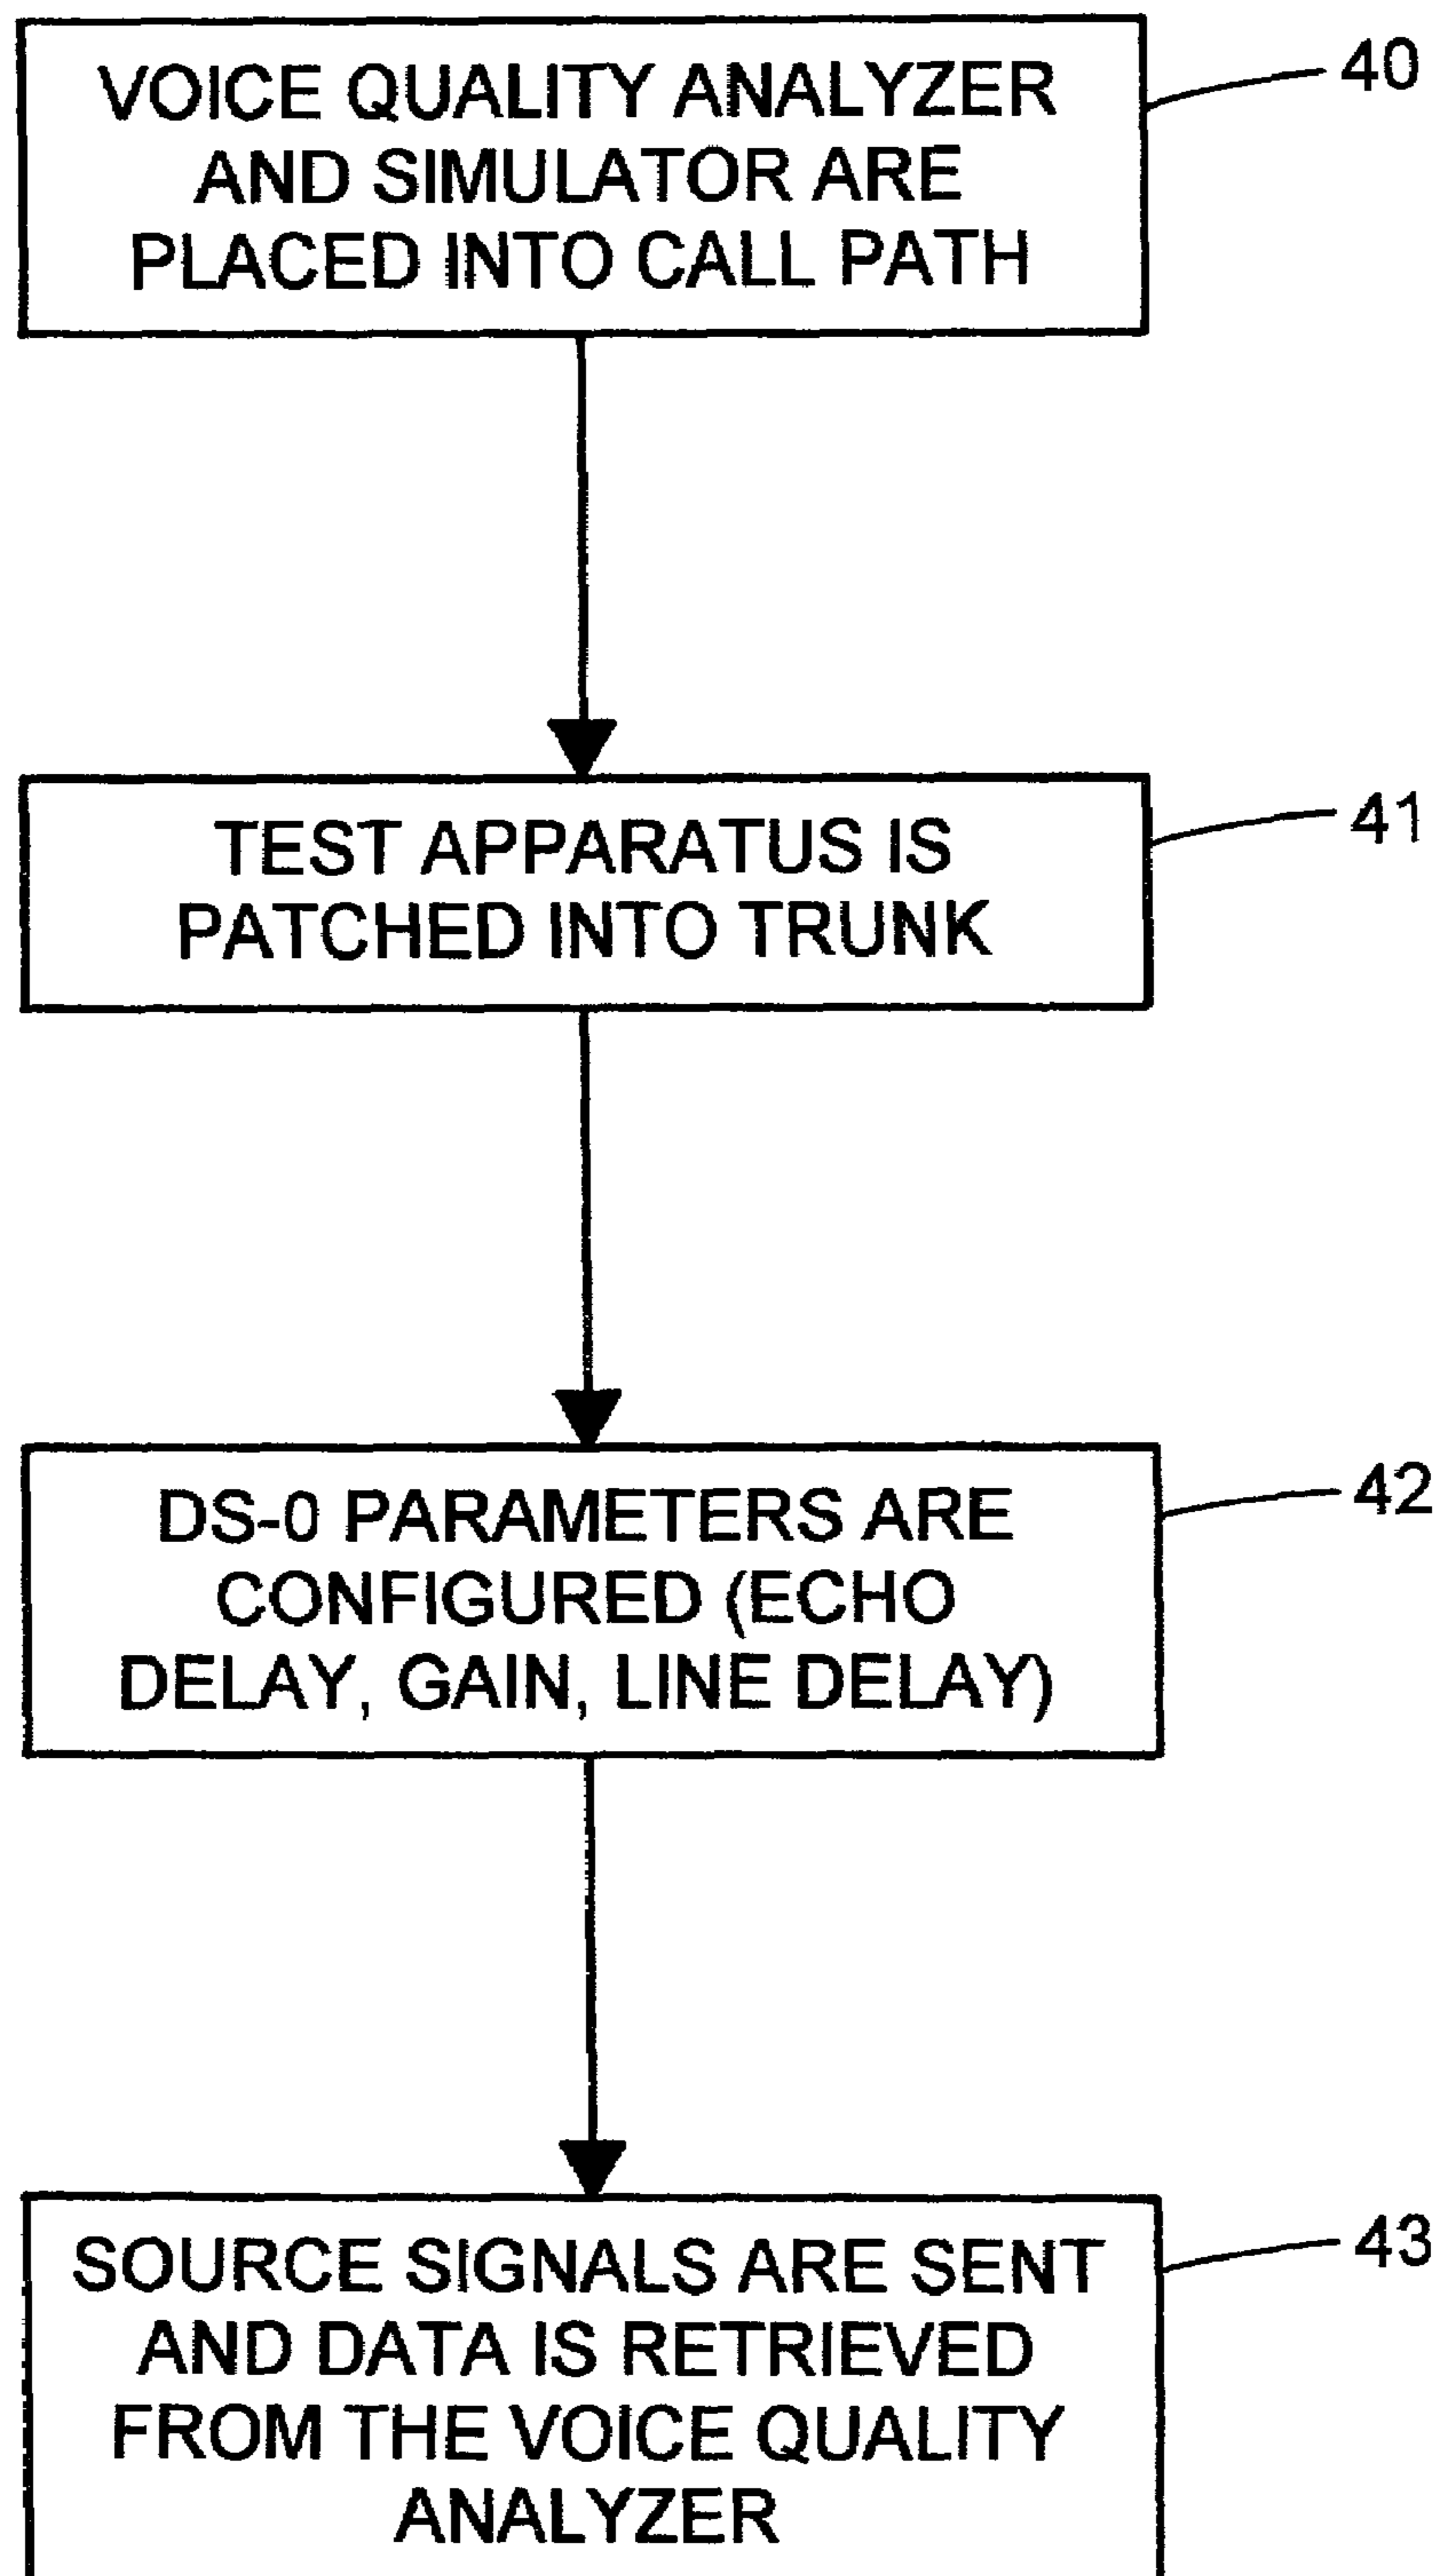 VOICE QUALITY ANALYZER
AND SIMULATOR ARE
PLACED INTO CALL PATH
40
TEST APPARATUS IS
PATCHED INTO TRUNK
41
DS-0 PARAMETERS ARE
CONFIGURED (ECHO
DELAY, GAIN, LINE DELAY)
42
SOURCE SIGNALS ARE SENT
AND DATA IS RETRIEVED
FROM THE VOICE QUALITY
ANALYZER
43